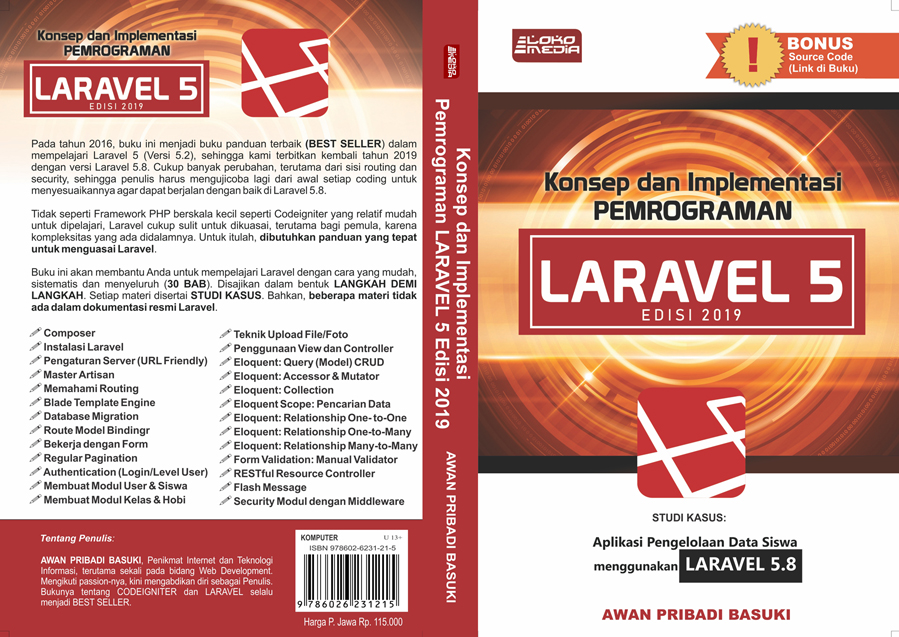 Konsep dan Implementasi
PEMROGRAMAN
LARAVEL 5
EDISI 2019
Pada tahun 2016, buku ini menjadi buku panduan terbaik (BEST SELLER) dalam
mempelajari Laravel 5 (Versi 5.2), sehingga kami terbitkan kembali tahun 2019
dengan versi Laravel 5.8. Cukup banyak perubahan, terutama dari sisi routing dan
security, sehingga penulis harus mengujicoba lagi dari awal setiap coding untuk
menyesuaikannya agar dapat berjalan dengan baik di Laravel 5.8.
Tidak seperti Framework PHP berskala kecil seperti Codeigniter yang relatif mudah
untuk dipelajari, Laravel cukup sulit untuk dikuasai, terutama bagi pemula, karena
kompleksitas yang ada didalamnya. Untuk itulah, dibutuhkan panduan yang tepat
untuk menguasai Laravel.
Buku ini akan membantu Anda untuk mempelajari Laravel dengan cara yang mudah,
sistematis dan menyeluruh (30 BAB). Disajikan dalam bentuk LANGKAH DEMI
LANGKAH. Setiap materi disertai STUDI KASUS. Bahkan, beberapa materi tidak
ada dalam dokumentasi resmi Laravel.
Composer
Instalasi Laravel
Pengaturan Server (URL Friendly)
Master Artisan
Memahami Routing
Blade Template Engine
Database Migration
Route Model Bindingr
Bekerja dengan Form
Regular Pagination
Authentication (Login/Level User)
Membuat Modul User & Siswa
Membuat Modul Kelas & Hobi
Teknik Upload File/Foto
Penggunaan View dan Controller
Eloquent: Query (Model) CRUD
Eloquent: Accessor & Mutator
Eloquent: Collection
Eloquent Scope: Pencarian Data
Eloquent: Relationship One-to-One
Eloquent: Relationship One-to-Many
Eloquent: Relationship Many-to-Many
Form Validation: Manual Validator
RESTful Resource Controller
Flash Message
Security Modul dengan Middleware
Tentang Penulis:
AWAN PRIBADI BASUKI, Penikmat Internet dan Teknologi
Informasi, terutama sekali pada bidang Web Development.
Mengikuti passion-nya, kini mengabdikan diri sebagai Penulis.
Bukunya tentang CODEIGNITER dan LARAVEL selalu
menjadi BEST SELLER.
KOMPUTER U 13+
ISBN 978602-6231-21-5
9 786026 231215
Harga P. Jawa Rp. 115.000
LOKO
MEDIA
Konsep dan Implementasi
Pemrograman LARAVEL 5 Edisi 2019
AWAN PRIBADI BASUKI
LOKO
MEDIA
!
BONUS
Source Code
(Link di Buku)
Konsep dan Implementasi
PEMROGRAMAN
LARAVEL 5
EDISI 2019
STUDI KASUS:
Aplikasi Pengelolaan Data Siswa
menggunakan LARAVEL 5.8
AWAN PRIBADI BASUKI